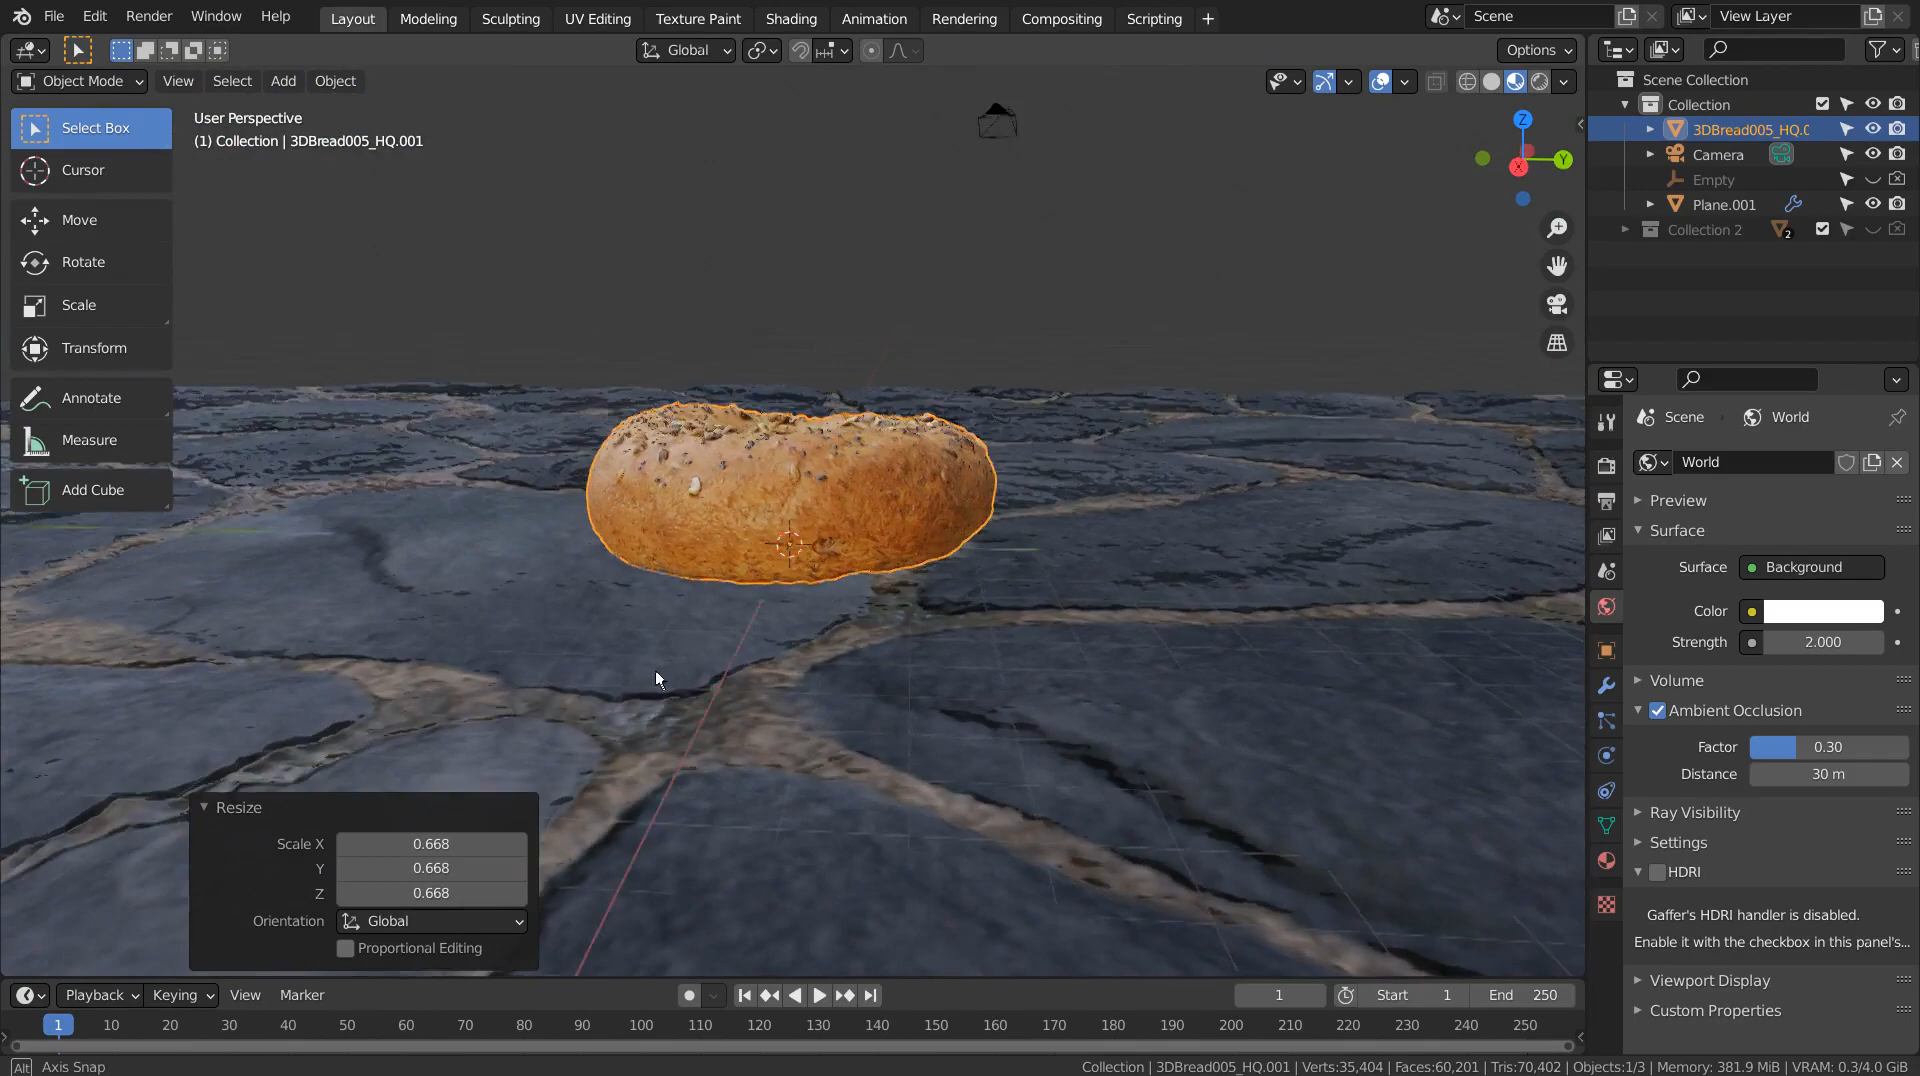 File Edit Render Window Help Layout Modeling Sculpting UV Editing Texture Paint Shading Animation Rendering Compositing Scripting + Scene View Layer
Global Options
Object Mode View Select Add Object
Select Box
Cursor
Move
Rotate
Scale
Transform
Annotate
Measure
Add Cube
User Perspective
(1) Collection | 3DBread005_HQ.001
Z
Y
X
Resize
Scale X 0.668
Y 0.668
Z 0.668
Orientation Global
Proportional Editing
Scene Collection
Collection
3DBread005_HQ.0
Camera
Empty
Plane.001
Collection 2 2
Scene World
World
Preview
Surface
Surface Background
Color
Strength 2.000
Volume
Ambient Occlusion
Factor 0.30
Distance 30 m
Ray Visibility
Settings
HDRI
Gaffer's HDRI handler is disabled.
Enable it with the checkbox in this panel's...
Viewport Display
Custom Properties
Playback Keying View Marker 1 Start 1 End 250
1 10 20 30 40 50 60 70 80 90 100 110 120 130 140 150 160 170 180 190 200 210 220 230 240 250
Alt Axis Snap Collection | 3DBread005_HQ.001 | Verts:35,404 | Faces:60,201 | Tris:70,402 | Objects:1/3 | Memory: 381.9 MiB | VRAM: 0.3/4.0 GiB